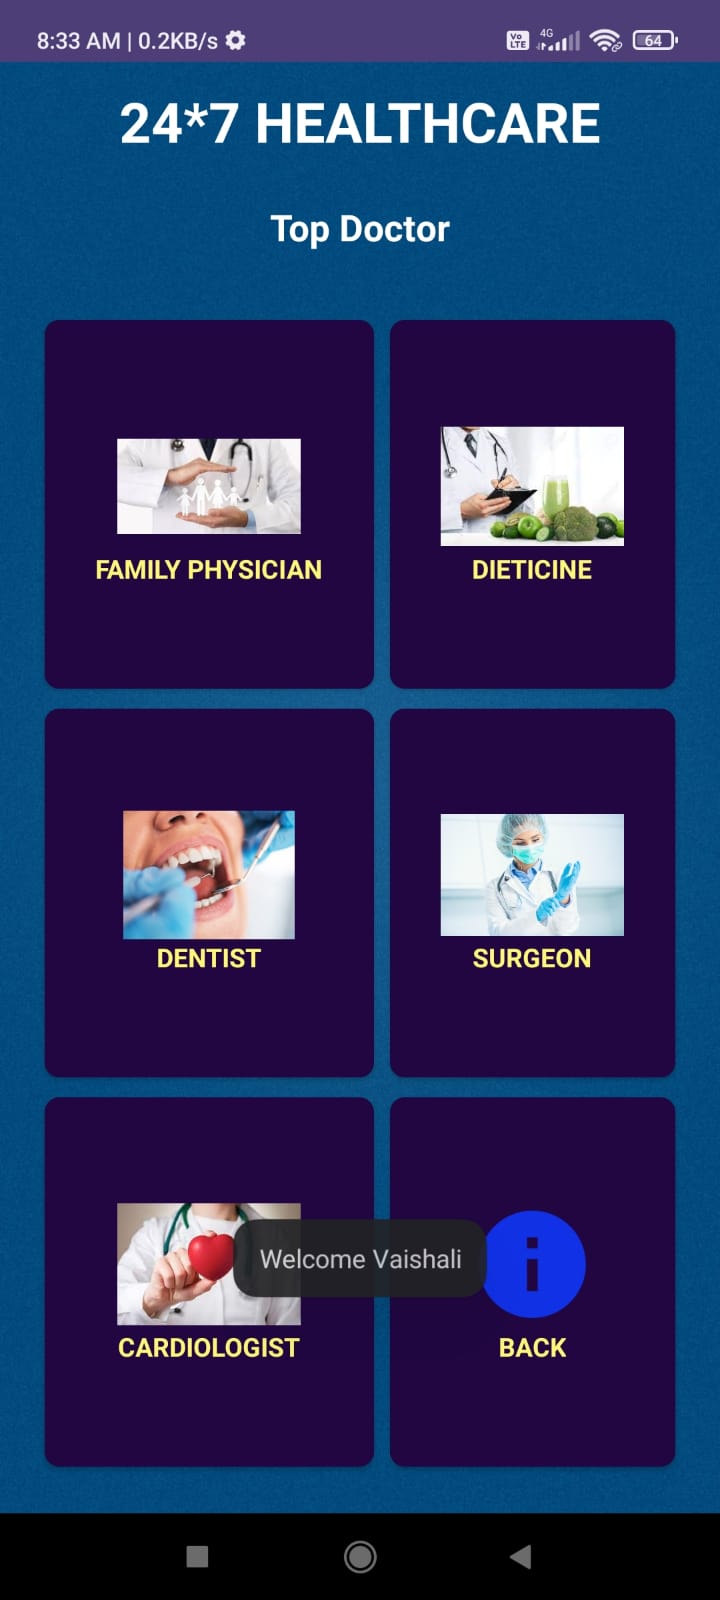 8:33 AM | 0.2KB/s
Vo LTE 4G 64
24*7 HEALTHCARE
Top Doctor
FAMILY PHYSICIAN
DIETICINE
DENTIST
SURGEON
Welcome Vaishali
CARDIOLOGIST
BACK